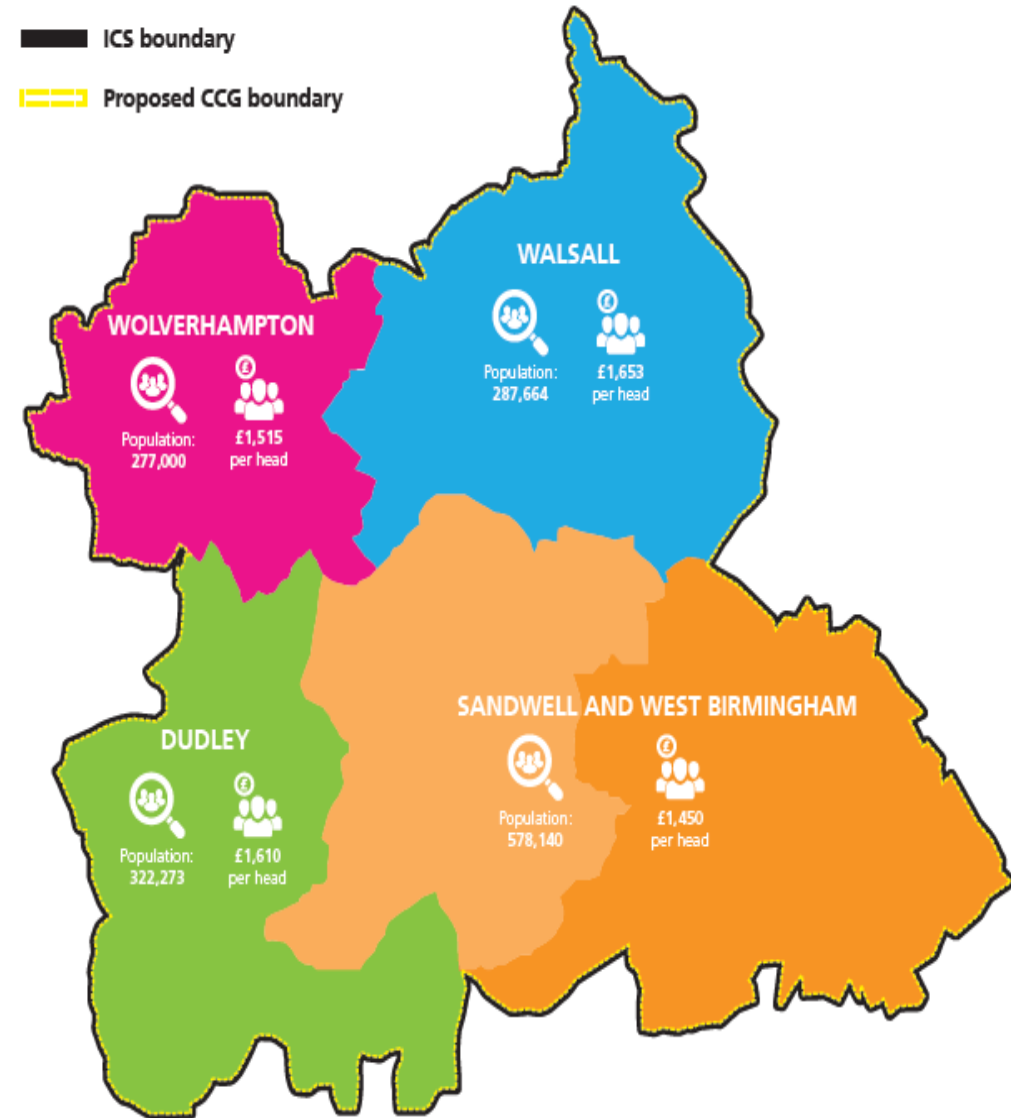 ICS boundary
Proposed CCG boundary
WALSALL
£
Population:
287,664
£1,653
per head
WOLVERHAMPTON
£
Population:
277,000
£1,515
per head
SANDWELL AND WEST BIRMINGHAM
£
Population:
578,140
£1,450
per head
DUDLEY
£
Population:
322,273
£1,610
per head